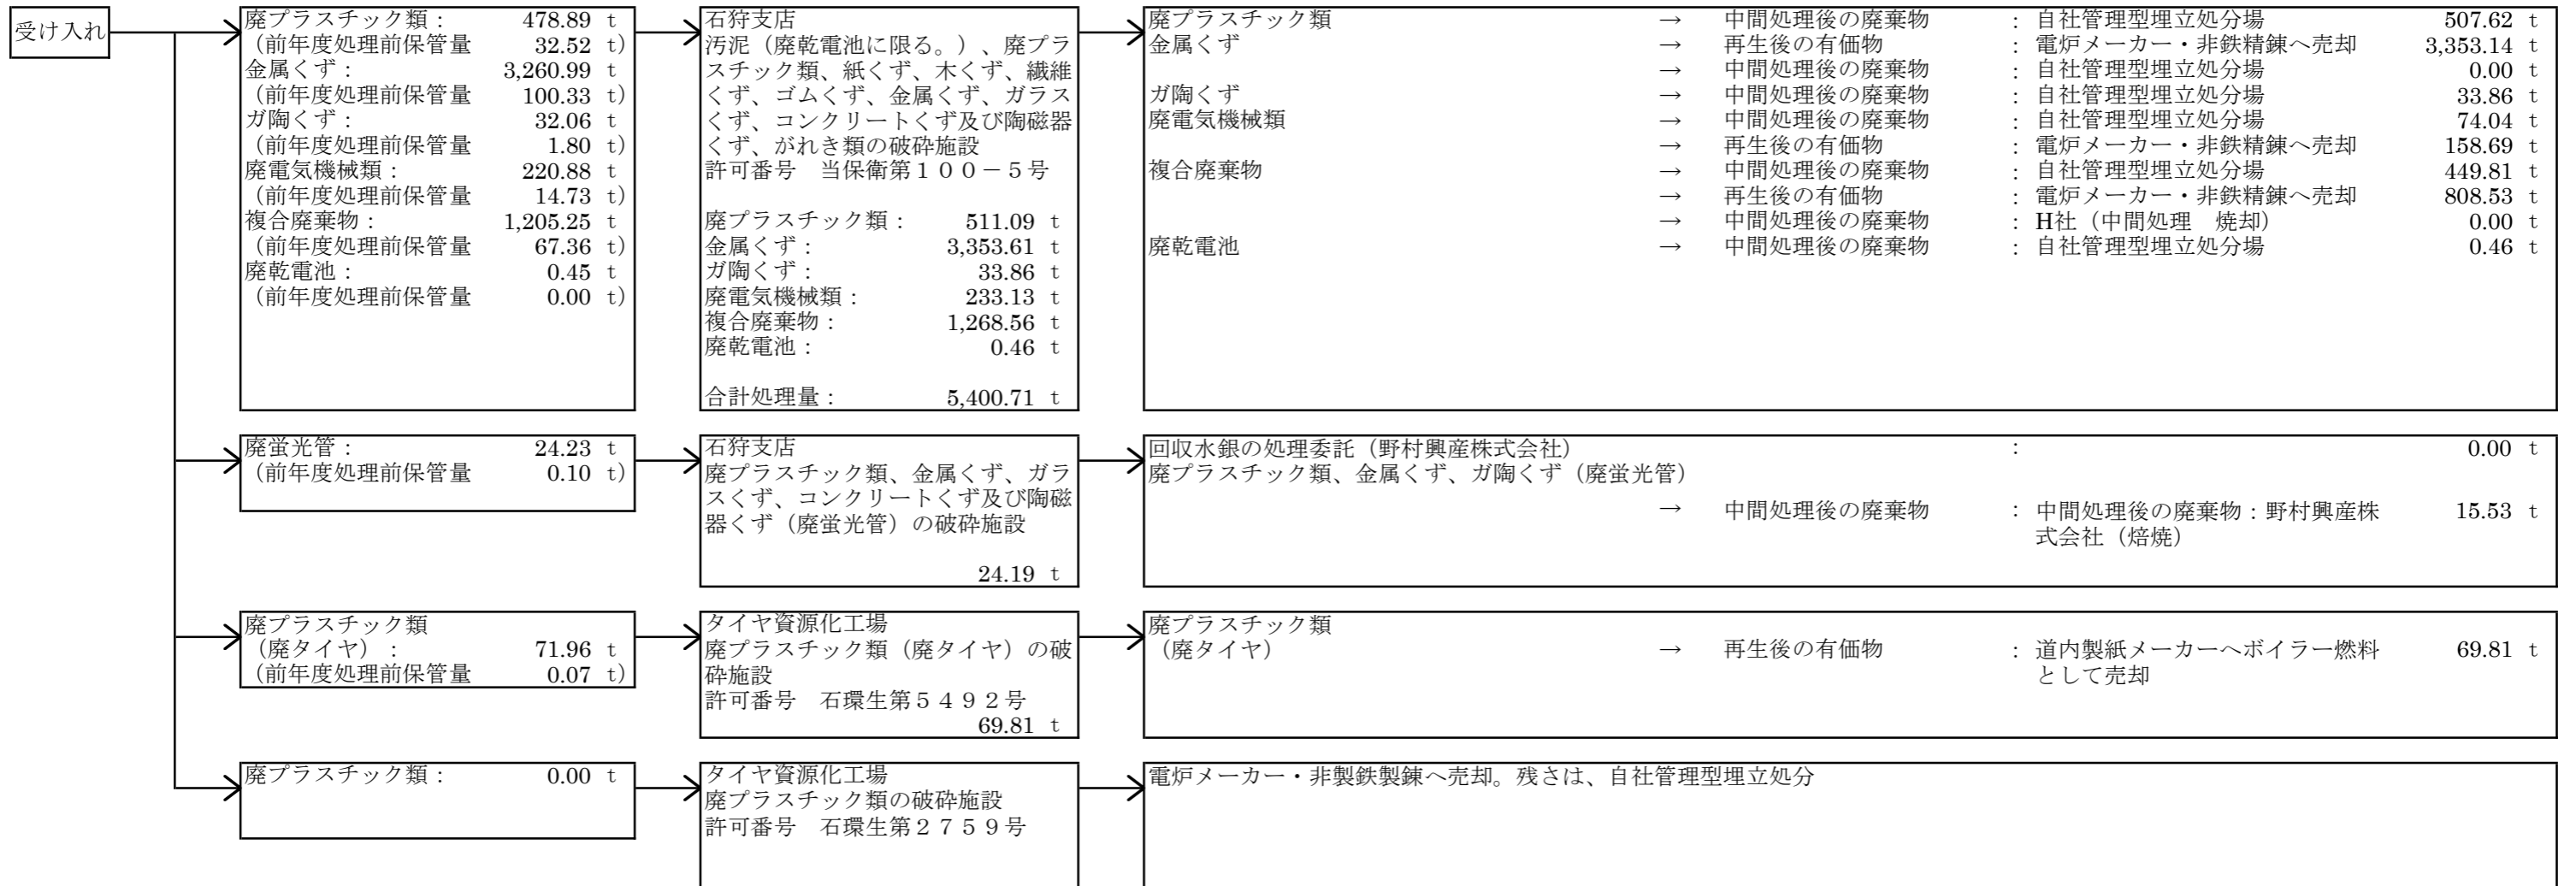 受け入れ
廃プラスチック類： 478.89 t
（前年度処理前保管量 32.52 t）
金属くず： 3,260.99 t
（前年度処理前保管量 100.33 t）
ガ陶くず： 32.06 t
（前年度処理前保管量 1.80 t）
廃電気機械類： 220.88 t
（前年度処理前保管量 14.73 t）
複合廃棄物： 1,205.25 t
（前年度処理前保管量 67.36 t）
廃乾電池： 0.45 t
（前年度処理前保管量 0.00 t）
石狩支店
汚泥（廃乾電池に限る。）、廃プラ
スチック類、紙くず、木くず、繊維
くず、ゴムくず、金属くず、ガラス
くず、コンクリートくず及び陶磁器
くず、がれき類の破砕施設
許可番号　当保衛第１００－５号
廃プラスチック類： 511.09 t
金属くず： 3,353.61 t
ガ陶くず： 33.86 t
廃電気機械類： 233.13 t
複合廃棄物： 1,268.56 t
廃乾電池： 0.46 t
合計処理量： 5,400.71 t
廃プラスチック類 → 中間処理後の廃棄物 ：自社管理型埋立処分場 507.62 t
金属くず → 再生後の有価物 ：電炉メーカー・非鉄精錬へ売却 3,353.14 t
→ 中間処理後の廃棄物 ：自社管理型埋立処分場 0.00 t
ガ陶くず → 中間処理後の廃棄物 ：自社管理型埋立処分場 33.86 t
廃電気機械類 → 中間処理後の廃棄物 ：自社管理型埋立処分場 74.04 t
→ 再生後の有価物 ：電炉メーカー・非鉄精錬へ売却 158.69 t
複合廃棄物 → 中間処理後の廃棄物 ：自社管理型埋立処分場 449.81 t
→ 再生後の有価物 ：電炉メーカー・非鉄精錬へ売却 808.53 t
→ 中間処理後の廃棄物 ：H社（中間処理　焼却） 0.00 t
廃乾電池 → 中間処理後の廃棄物 ：自社管理型埋立処分場 0.46 t
廃蛍光管： 24.23 t
（前年度処理前保管量 0.10 t）
石狩支店
廃プラスチック類、金属くず、ガラ
スくず、コンクリートくず及び陶磁
器くず（廃蛍光管）の破砕施設
24.19 t
回収水銀の処理委託（野村興産株式会社） ： 0.00 t
廃プラスチック類、金属くず、ガ陶くず（廃蛍光管）
→ 中間処理後の廃棄物 ：中間処理後の廃棄物：野村興産株 15.53 t
式会社（焙焼）
廃プラスチック類
（廃タイヤ）： 71.96 t
（前年度処理前保管量 0.07 t）
タイヤ資源化工場
廃プラスチック類（廃タイヤ）の破
砕施設
許可番号　石環生第５４９２号
69.81 t
廃プラスチック類
（廃タイヤ） → 再生後の有価物 ：道内製紙メーカーへボイラー燃料 69.81 t
として売却
廃プラスチック類： 0.00 t
タイヤ資源化工場
廃プラスチック類の破砕施設
許可番号　石環生第２７５９号
電炉メーカー・非製鉄製錬へ売却。残さは、自社管理型埋立処分